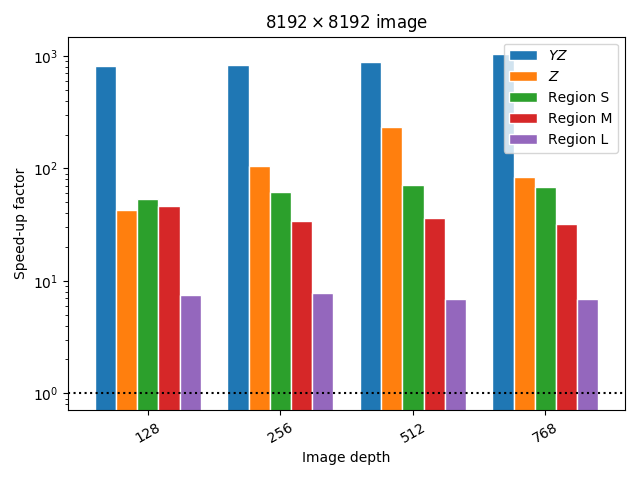 8192 × 8192 image
Speed-up factor
10³
10²
10¹
10⁰
YZ
Z
Region S
Region M
Region L
128
256
512
768
Image depth